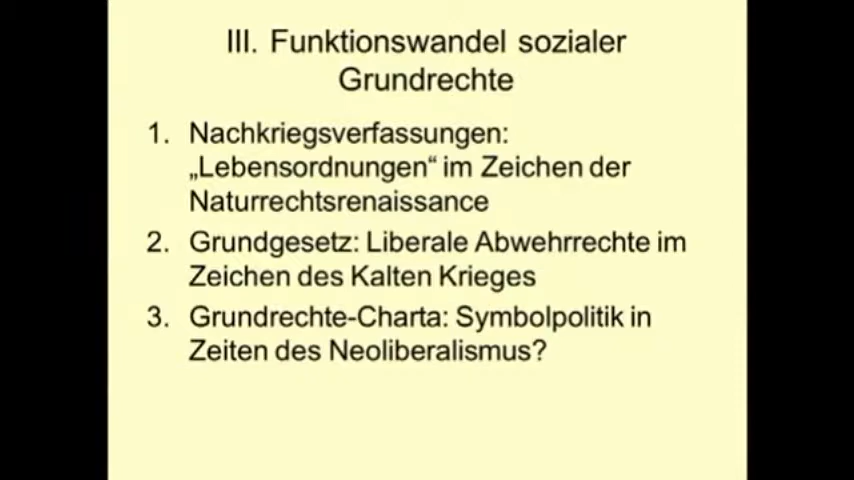 III. Funktionswandel sozialer
Grundrechte
1. Nachkriegsverfassungen:
„Lebensordnungen“ im Zeichen der
Naturrechtsrenaissance
2. Grundgesetz: Liberale Abwehrrechte im
Zeichen des Kalten Krieges
3. Grundrechte-Charta: Symbolpolitik in
Zeiten des Neoliberalismus?